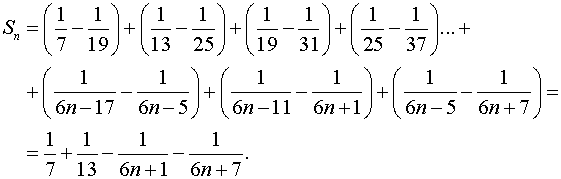 Sₙ = (1/7 − 1/19) + (1/13 − 1/25) + (1/19 − 1/31) + (1/25 − 1/37) ... +
+ (1/(6n−17) − 1/(6n−5)) + (1/(6n−11) − 1/(6n+1)) + (1/(6n−5) − 1/(6n+7)) =
= 1/7 + 1/13 − 1/(6n+1) − 1/(6n+7).